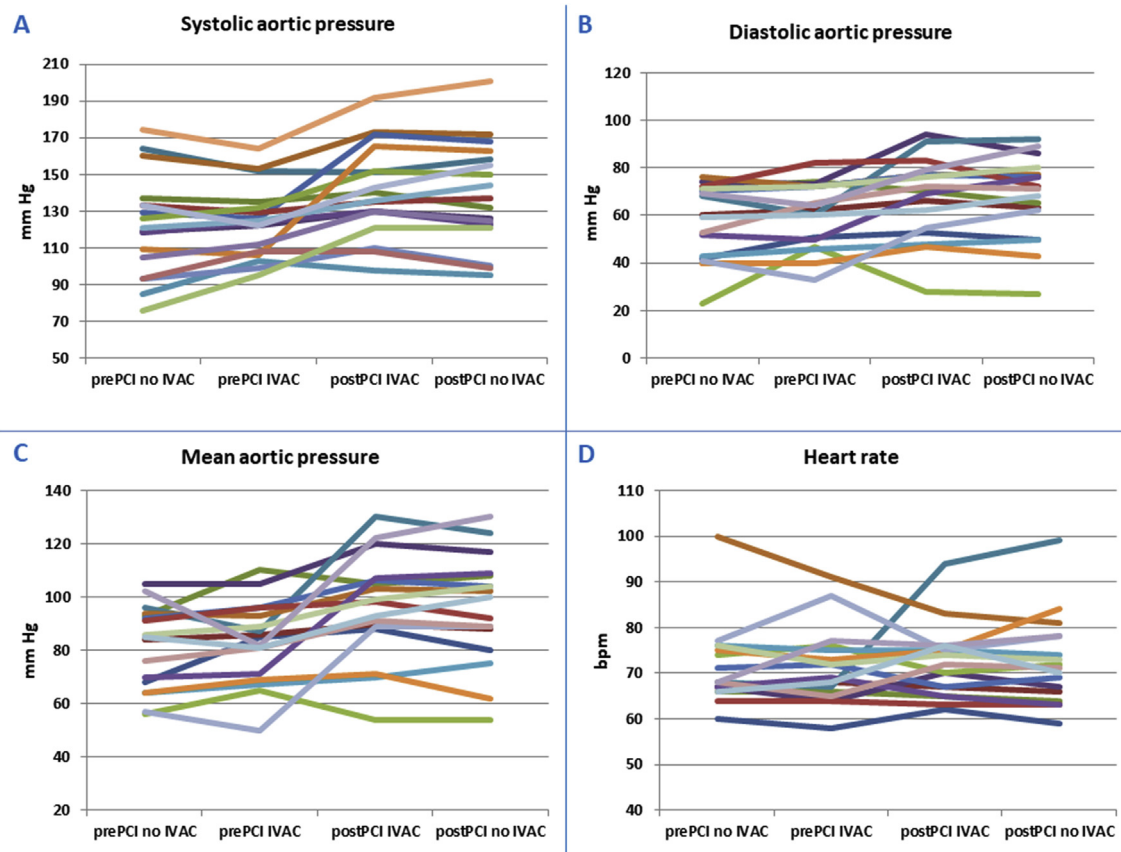 A
Systolic aortic pressure
mm Hg
210
190
170
150
130
110
90
70
50
prePCI no IVAC prePCI IVAC postPCI IVAC postPCI no IVAC
B
Diastolic aortic pressure
mm Hg
120
100
80
60
40
20
0
prePCI no IVAC prePCI IVAC postPCI IVAC postPCI no IVAC
C
Mean aortic pressure
mm Hg
140
120
100
80
60
40
20
prePCI no IVAC prePCI IVAC postPCI IVAC postPCI no IVAC
D
Heart rate
bpm
110
100
90
80
70
60
50
40
prePCI no IVAC prePCI IVAC postPCI IVAC postPCI no IVAC